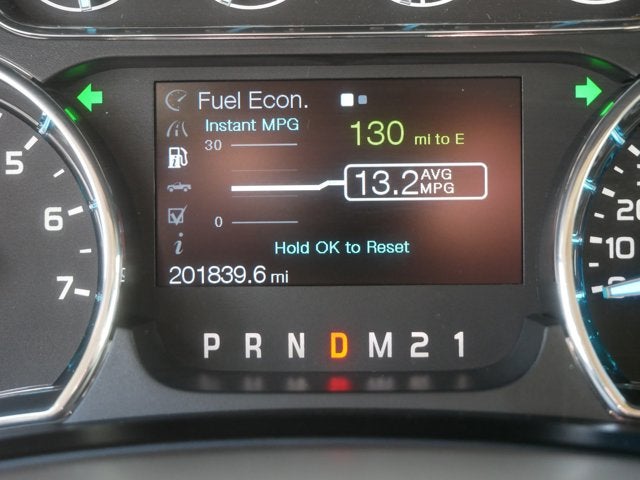 Fuel Econ.
Instant MPG
30
130 mi to E
13.2 AVG MPG
0
Hold OK to Reset
201839.6 mi
P R N D M 2 1
5
6
7
20
10